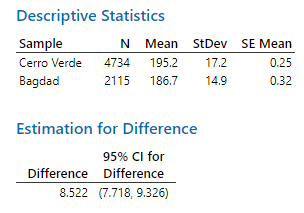 Descriptive Statistics
Sample N Mean StDev SE Mean
Cerro Verde 4734 195.2 17.2 0.25
Bagdad 2115 186.7 14.9 0.32
Estimation for Difference
95% CI for
Difference Difference
8.522 (7.718, 9.326)